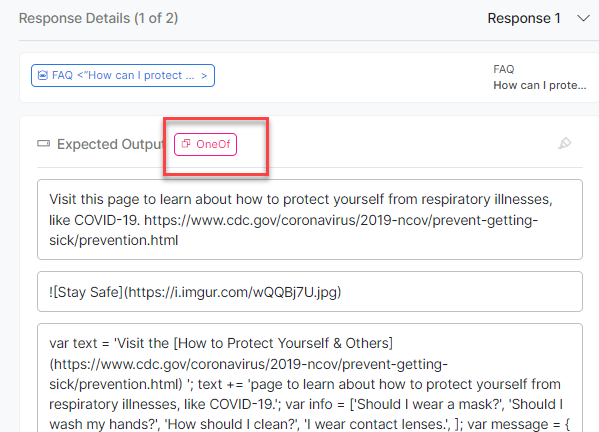 Response Details (1 of 2)
Response 1
FAQ <"How can I protect ... >
FAQ
How can I prote...
Expected Output
OneOf
Visit this page to learn about how to protect yourself from respiratory illnesses,
like COVID-19. https://www.cdc.gov/coronavirus/2019-ncov/prevent-getting-
sick/prevention.html
![Stay Safe](https://i.imgur.com/wQQBj7U.jpg)
var text = 'Visit the [How to Protect Yourself & Others]
(https://www.cdc.gov/coronavirus/2019-ncov/prevent-getting-
sick/prevention.html) '; text += 'page to learn about how to protect yourself from
respiratory illnesses, like COVID-19.'; var info = ['Should I wear a mask?', 'Should I
wash my hands?', 'How should I clean?', 'I wear contact lenses.', ]; var message = {